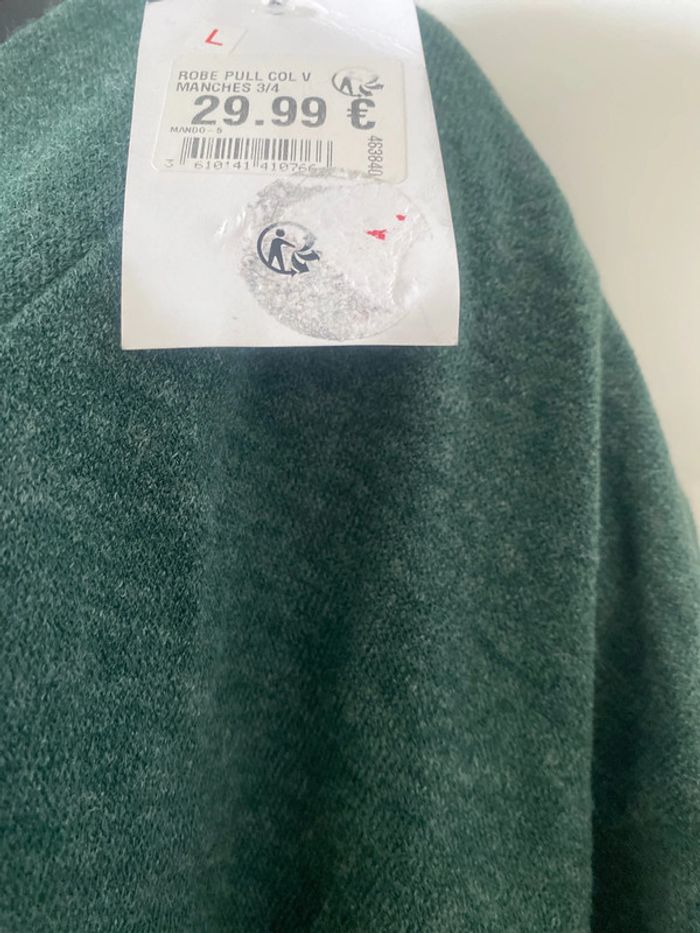 L
ROBE PULL COL V
MANCHES 3/4
29.99 €
MANDO - 5
463840
3 610141 410766